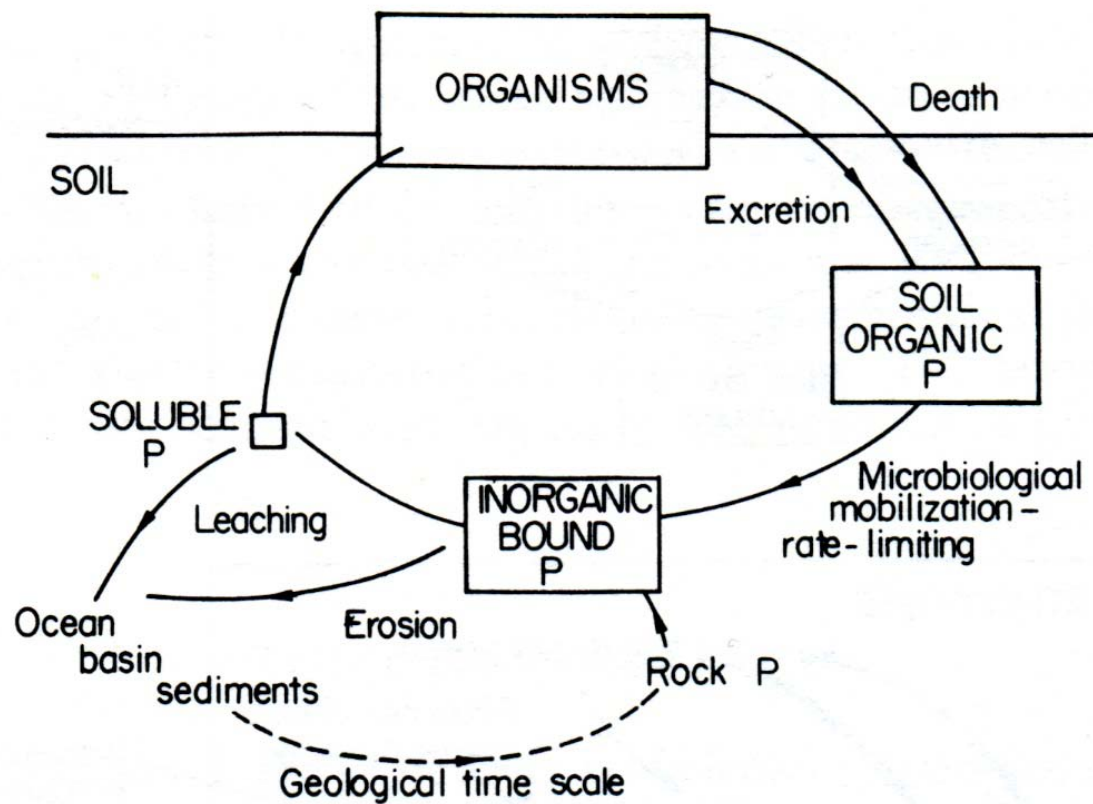 ORGANISMS
Death
SOIL
Excretion
SOIL
ORGANIC
P
SOLUBLE
P
Microbiological
mobilization-
rate-limiting
INORGANIC
BOUND
P
Leaching
Ocean
basin
sediments
Erosion
Rock P
Geological time scale